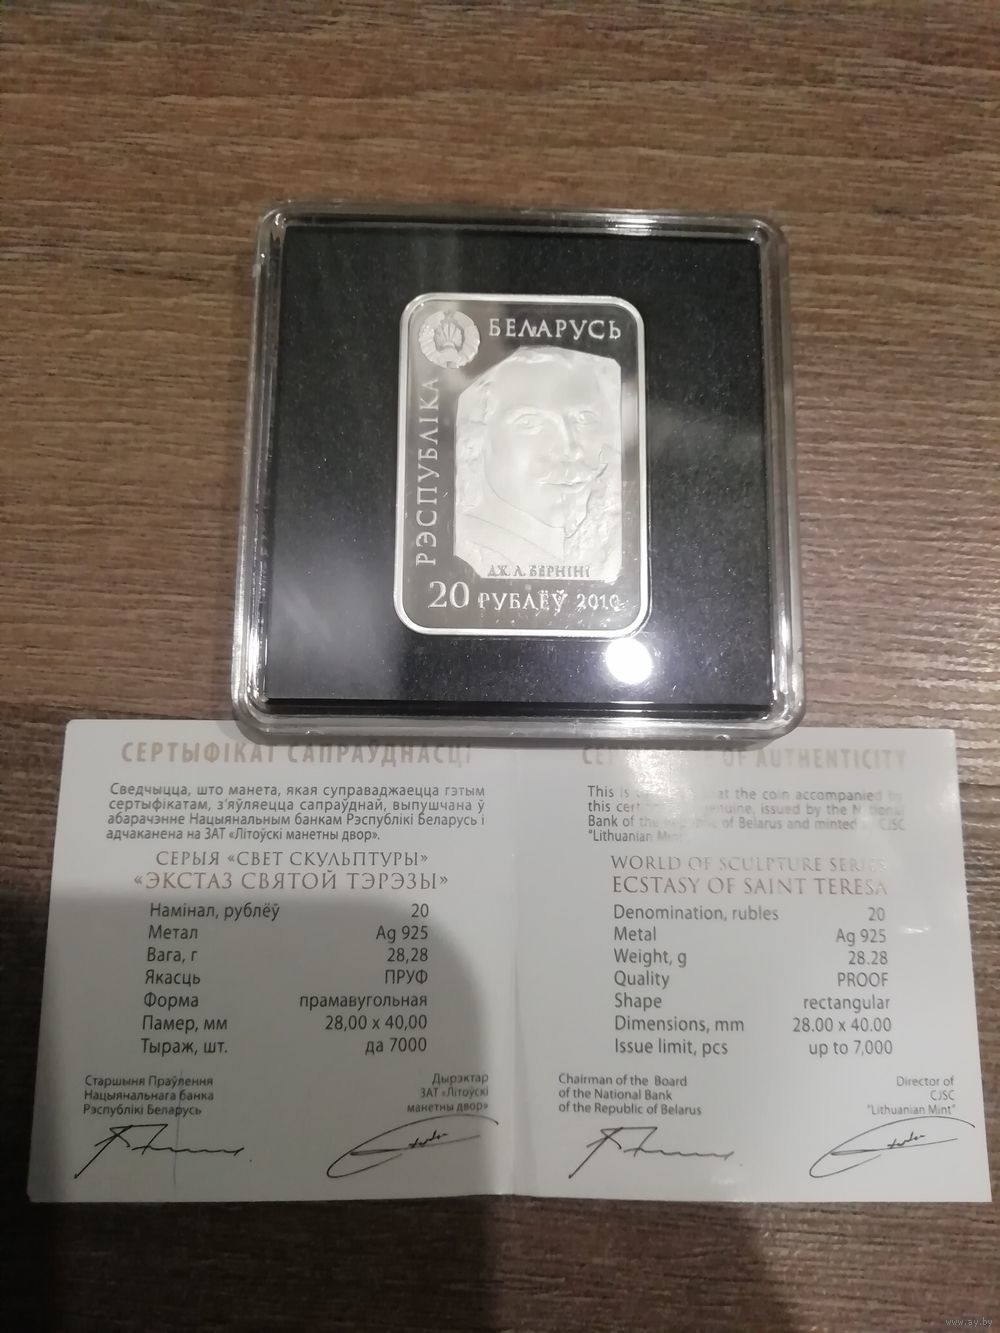 БЕЛАРУСЬ
РЭСПУБЛІКА
ДЖ. Л. БЕРНІНІ
20 РУБЛЁЎ 2010
СЕРТЫФІКАТ САПРАЎДНАСЦІ
Сведчыцца, што манета, якая суправаджаецца гэтым
сертыфікатам, з'яўляецца сапраўднай, выпушчана ў
абарачэнне Нацыянальным банкам Рэспублікі Беларусь і
адчаканена на ЗАТ «Літоўскі манетны двор».
СЕРЫЯ «СВЕТ СКУЛЬПТУРЫ»
«ЭКСТАЗ СВЯТОЙ ТЭРЭЗЫ»
Намінал, рублёў 20
Метал Ag 925
Вага, г 28,28
Якасць ПРУФ
Форма прамавугольная
Памер, мм 28,00 x 40,00
Тыраж, шт. да 7000
Старшыня Праўлення
Нацыянальнага банка
Рэспублікі Беларусь
Дырэктар
ЗАТ «Літоўскі
манетны двор»
OF AUTHENTICITY
This is that the coin accompanied by
this genuine, issued by the National
Bank of the of Belarus and minted CJSC
"Lithuanian Mint"
WORLD OF SCULPTURE SERIES
ECSTASY OF SAINT TERESA
Denomination, rubles 20
Metal Ag 925
Weight, g 28.28
Quality PROOF
Shape rectangular
Dimensions, mm 28.00 x 40.00
Issue limit, pcs up to 7,000
Chairman of the Board
of the National Bank
of the Republic of Belarus
Director of
CJSC
"Lithuanian Mint"
www.ay.by